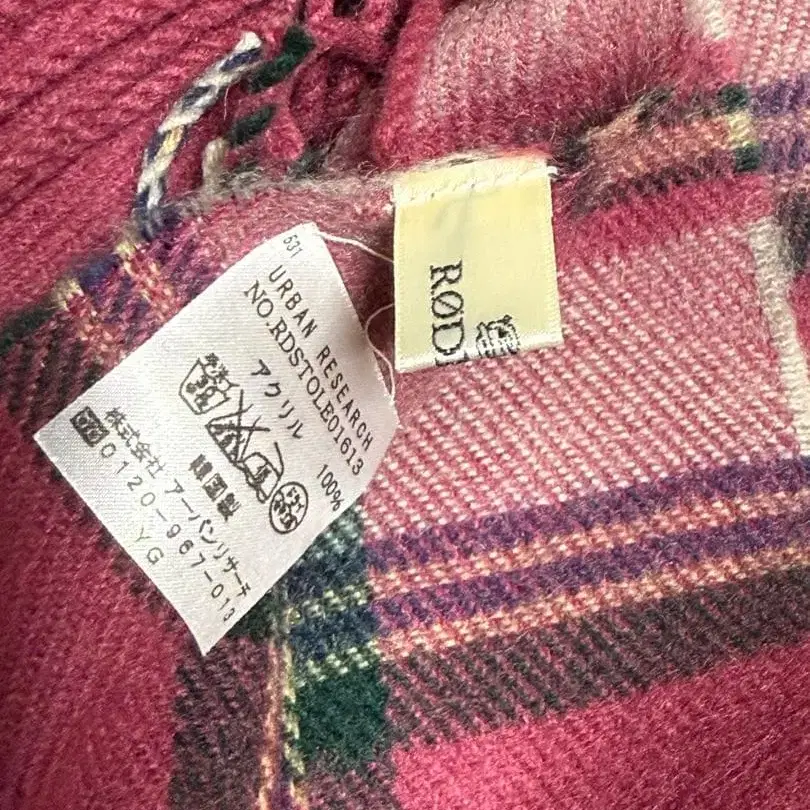 631
URBAN RESEARCH
NO.RDSTOLE01613
アクリル 100%
韓国製
株式会社 アーバンリサーチ
0120-967-013
YG
RØD